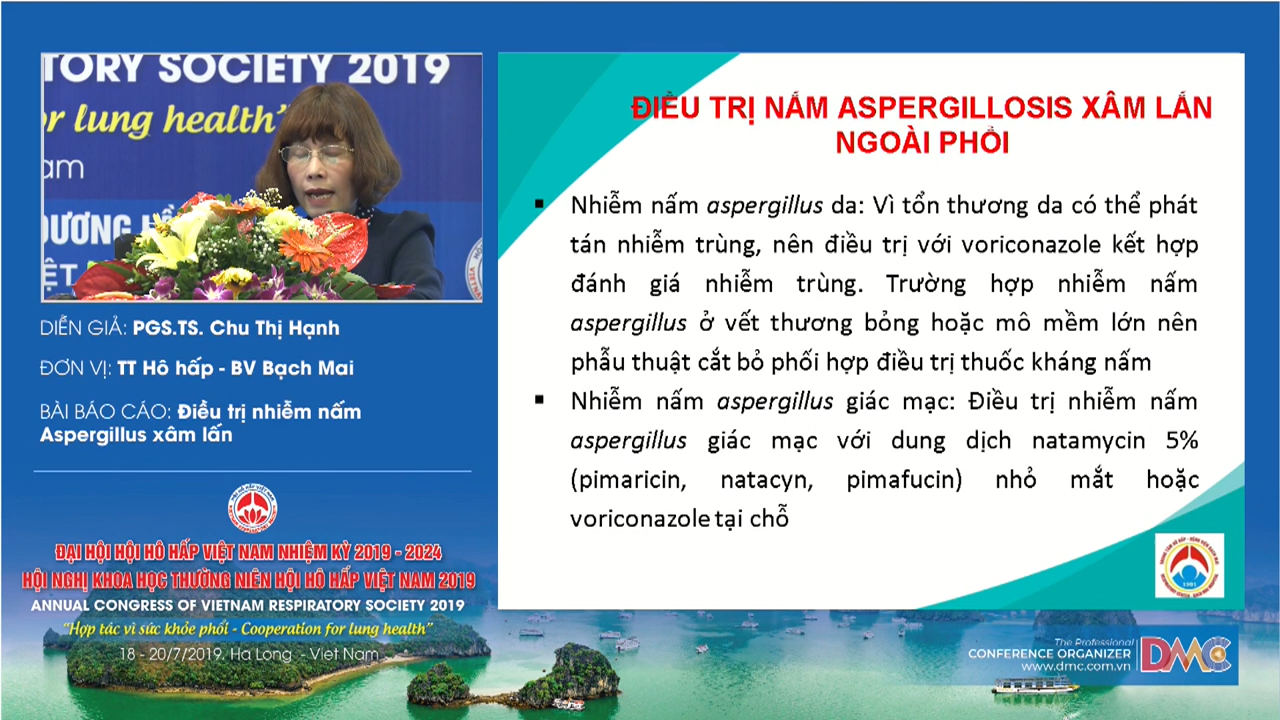 TORY SOCIETY 2019
or lung health"
am
DƯƠNG
IỆT
DIỄN GIẢ: PGS.TS. Chu Thị Hạnh
ĐƠN VỊ: TT Hô hấp - BV Bạch Mai
BÀI BÁO CÁO: Điều trị nhiễm nấm
Aspergillus xâm lấn
ĐẠI HỘI HỘI HÔ HẤP VIỆT NAM NHIỆM KỲ 2019 - 2024
HỘI NGHỊ KHOA HỌC THƯỜNG NIÊN HỘI HÔ HẤP VIỆT NAM 2019
ANNUAL CONGRESS OF VIETNAM RESPIRATORY SOCIETY 2019
"Hợp tác vì sức khỏe phổi - Cooperation for lung health"
18 - 20/7/2019. Ha Long - Viet Nam
ĐIỀU TRỊ NẤM ASPERGILLOSIS XÂM LẤN
NGOÀI PHỔI
▪ Nhiễm nấm aspergillus da: Vì tổn thương da có thể phát
tán nhiễm trùng, nên điều trị với voriconazole kết hợp
đánh giá nhiễm trùng. Trường hợp nhiễm nấm
aspergillus ở vết thương bỏng hoặc mô mềm lớn nên
phẫu thuật cắt bỏ phối hợp điều trị thuốc kháng nấm
▪ Nhiễm nấm aspergillus giác mạc: Điều trị nhiễm nấm
aspergillus giác mạc với dung dịch natamycin 5%
(pimaricin, natacyn, pimafucin) nhỏ mắt hoặc
voriconazole tại chỗ
1981
The Professional
CONFERENCE ORGANIZER
www.dmc.com.vn
DMC